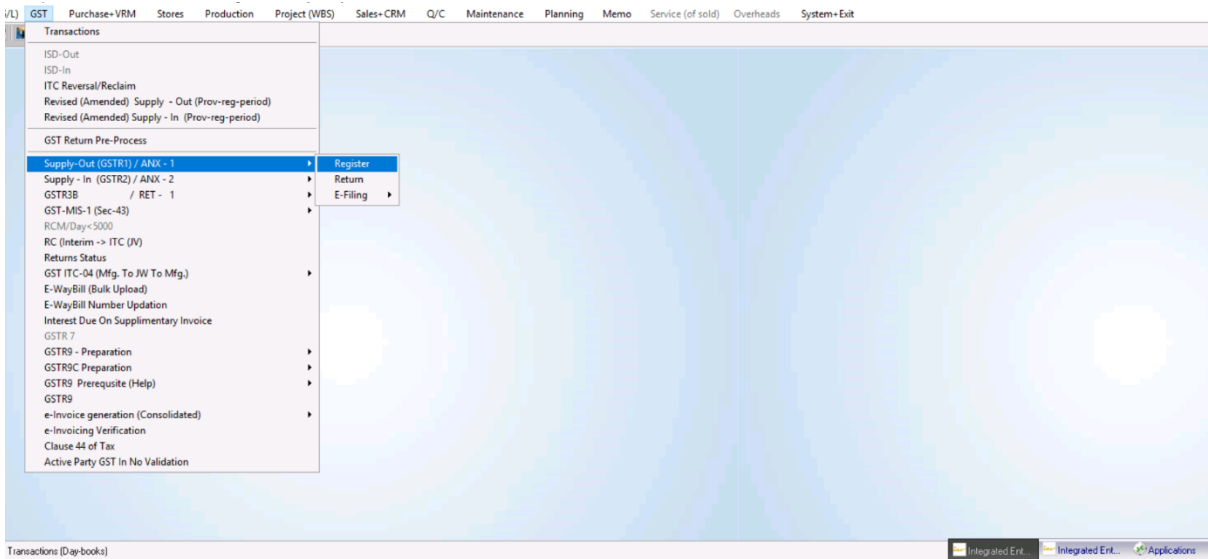 /L) GST Purchase+VRM Stores Production Project (WBS) Sales+CRM Q/C Maintenance Planning Memo Service (of sold) Overheads System+Exit
Transactions
ISD-Out
ISD-In
ITC Reversal/Reclaim
Revised (Amended) Supply - Out (Prov-reg-period)
Revised (Amended) Supply - In (Prov-reg-period)
GST Return Pre-Process
Supply-Out (GSTR1) / ANX - 1 Register
Supply - In (GSTR2) / ANX - 2 Return
GSTR3B / RET - 1 E-Filing
GST-MIS-1 (Sec-43)
RCM/Day<5000
RC (Interim -> ITC (JV)
Returns Status
GST ITC-04 (Mfg. To JW To Mfg.)
E-WayBill (Bulk Upload)
E-WayBill Number Updation
Interest Due On Supplimentary Invoice
GSTR 7
GSTR9 - Preparation
GSTR9C Preparation
GSTR9 Prerequsite (Help)
GSTR9
e-Invoice generation (Consolidated)
e-Invoicing Verification
Clause 44 of Tax
Active Party GST In No Validation
Transactions (Day-books) Integrated Ent... Integrated Ent... Applications